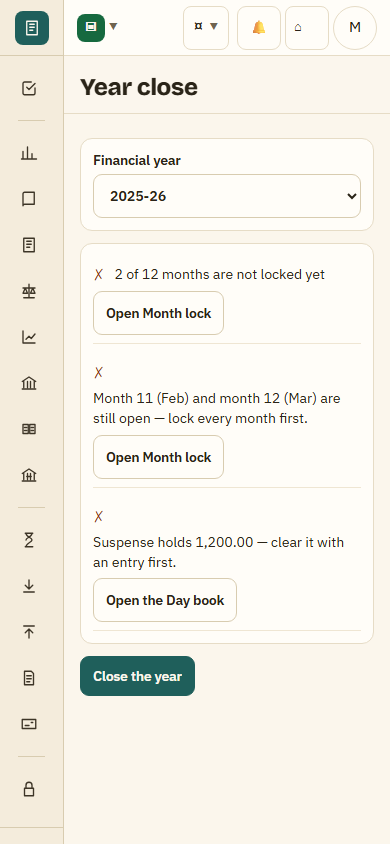 M
Year close
Financial year
2025-26
✗ 2 of 12 months are not locked yet
Open Month lock
✗
Month 11 (Feb) and month 12 (Mar) are
still open — lock every month first.
Open Month lock
✗
Suspense holds 1,200.00 — clear it with
an entry first.
Open the Day book
Close the year